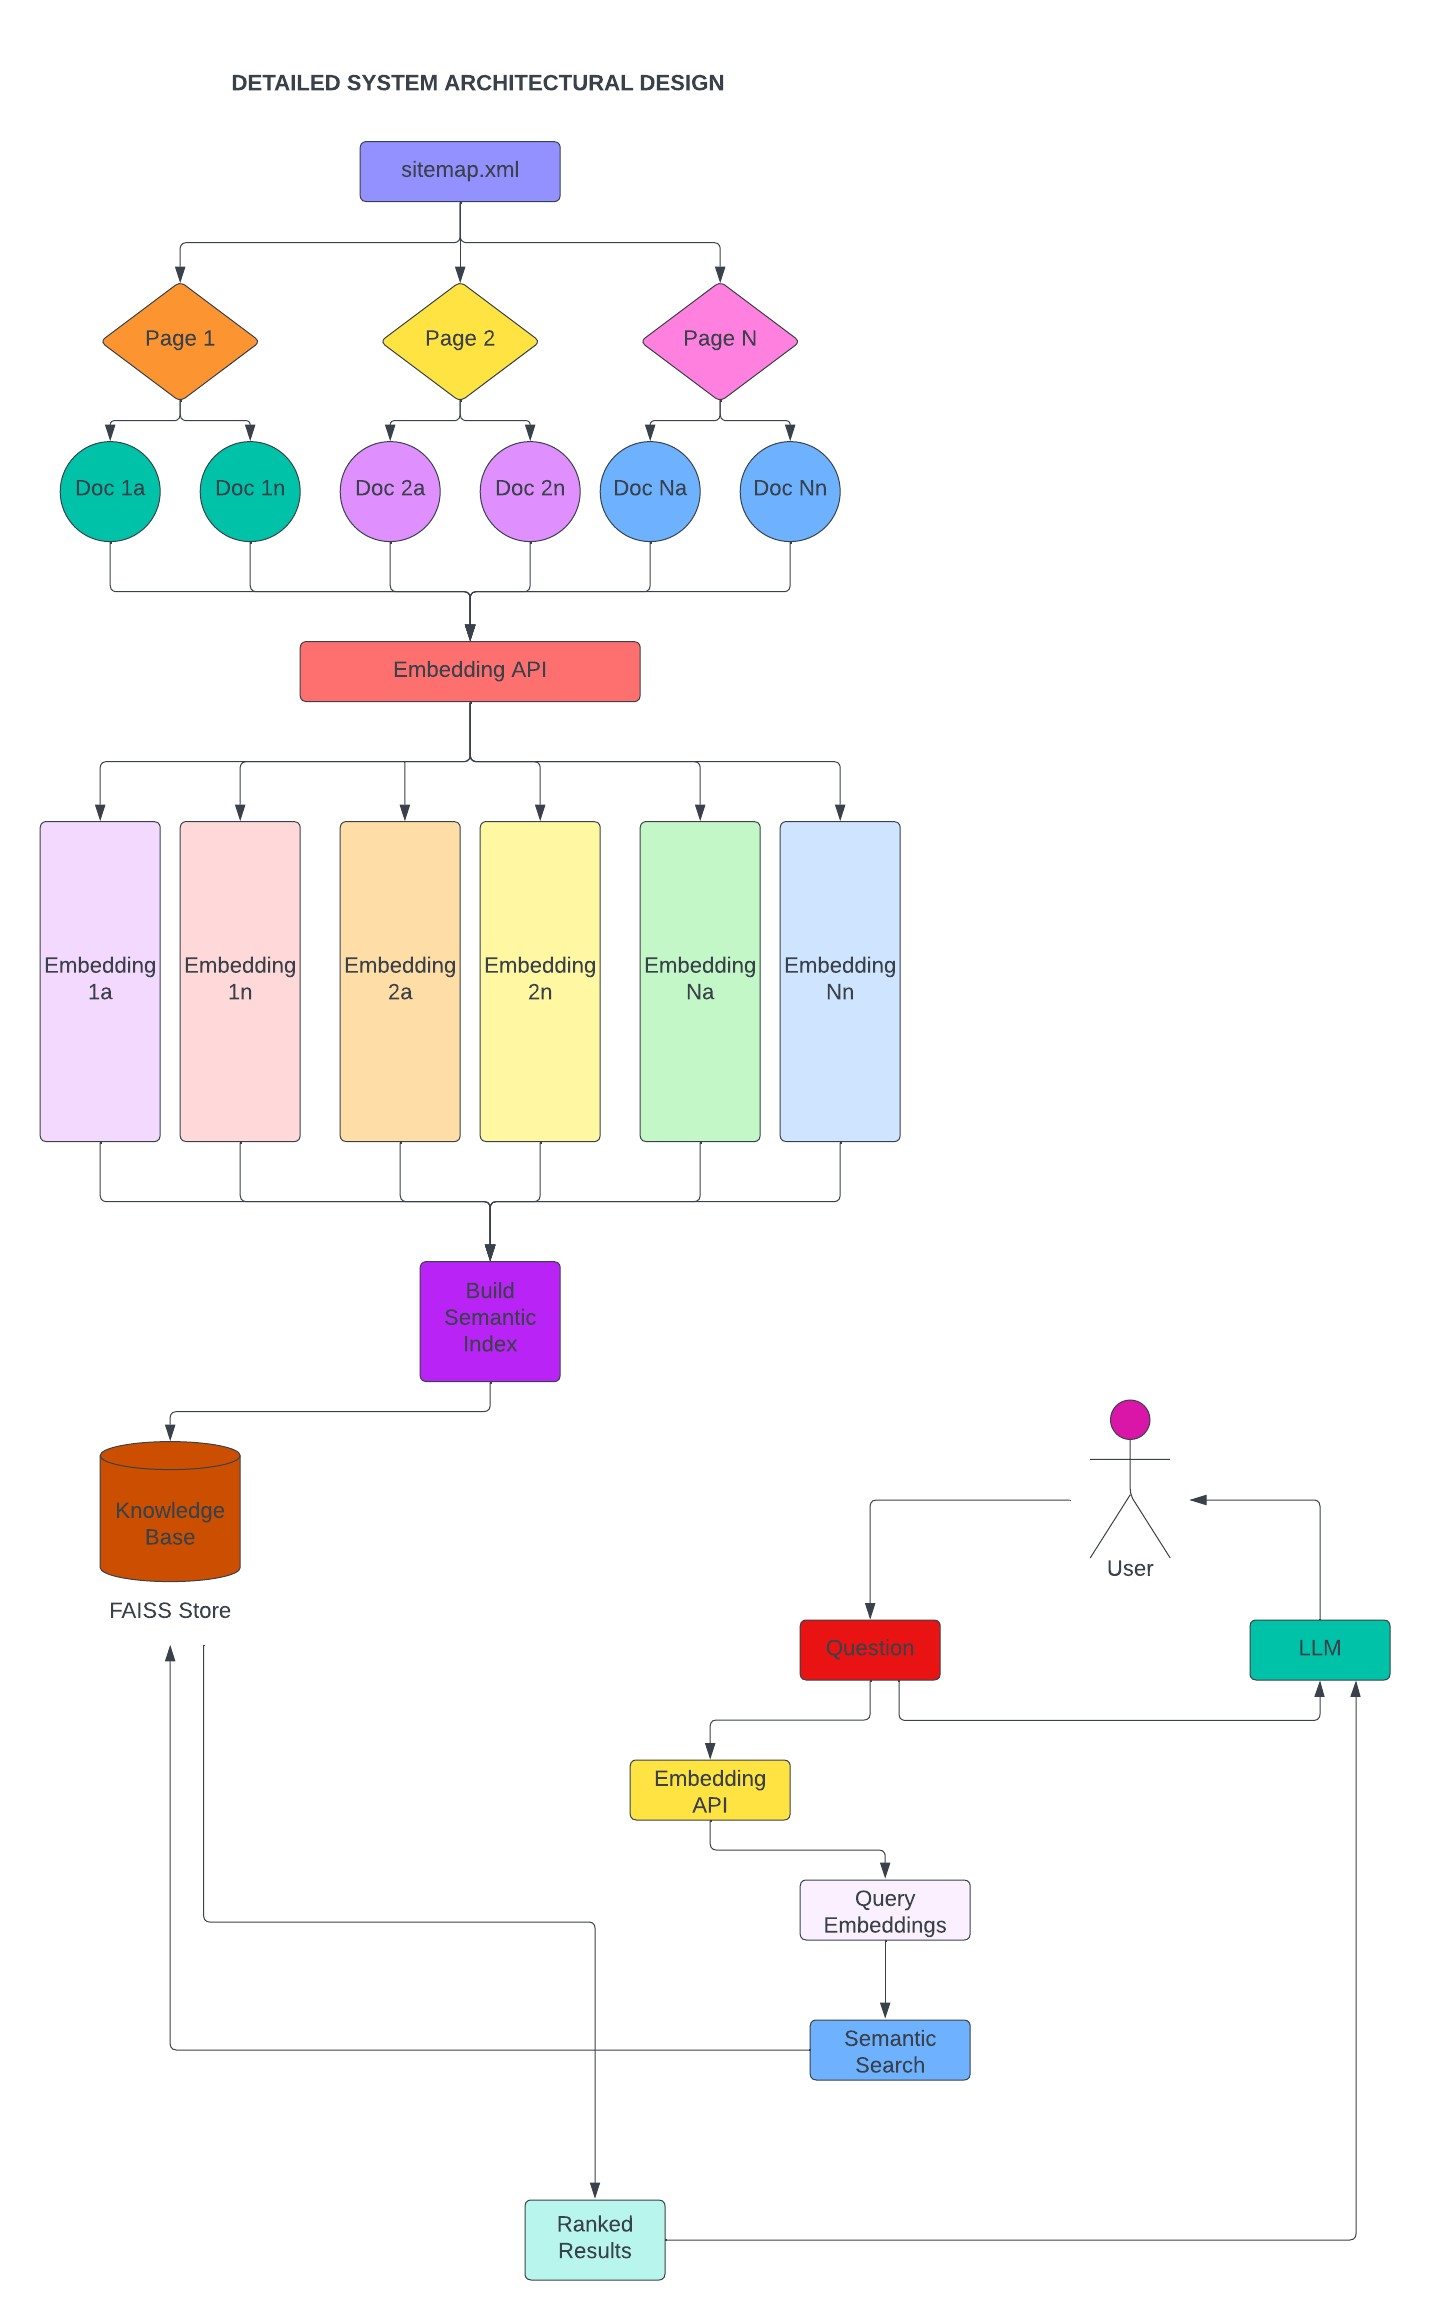 DETAILED SYSTEM ARCHITECTURAL DESIGN
sitemap.xml
Page 1
Page 2
Page N
Doc 1a
Doc 1n
Doc 2a
Doc 2n
Doc Na
Doc Nn
Embedding API
Embedding
1a
Embedding
1n
Embedding
2a
Embedding
2n
Embedding
Na
Embedding
Nn
Build
Semantic
Index
Knowledge
Base
FAISS Store
User
Question
LLM
Embedding
API
Query
Embeddings
Semantic
Search
Ranked
Results